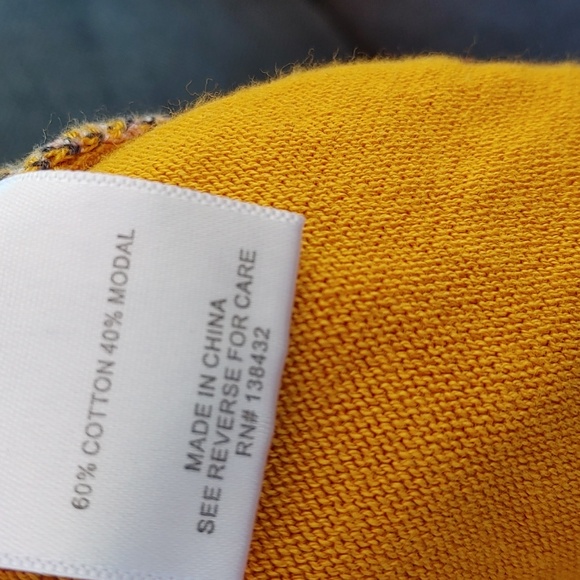 60% COTTON 40% MODAL
MADE IN CHINA
SEE REVERSE FOR CARE
RN# 138432